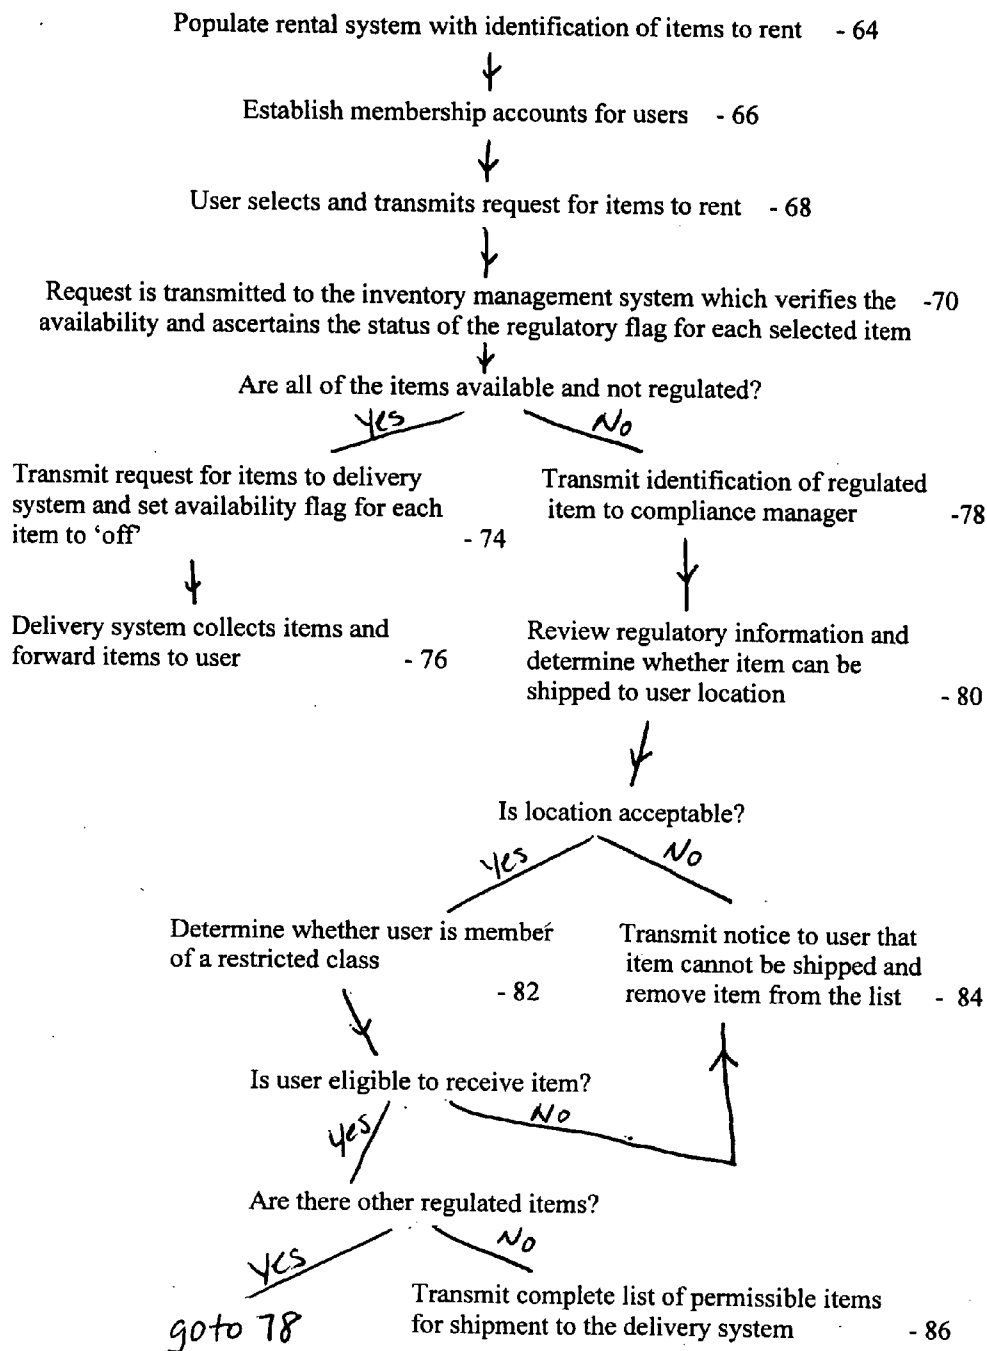 Populate rental system with identification of items to rent - 64
Establish membership accounts for users - 66
User selects and transmits request for items to rent - 68
Request is transmitted to the inventory management system which verifies the -70
availability and ascertains the status of the regulatory flag for each selected item
Are all of the items available and not regulated?
Yes
No
Transmit request for items to delivery
system and set availability flag for each
item to ‘off’ - 74
Transmit identification of regulated
item to compliance manager -78
Delivery system collects items and
forward items to user - 76
Review regulatory information and
determine whether item can be
shipped to user location - 80
Is location acceptable?
Yes
No
Determine whether user is member
of a restricted class
- 82
Transmit notice to user that
item cannot be shipped and
remove item from the list - 84
Is user eligible to receive item?
Yes
No
Are there other regulated items?
Yes
No
goto 78
Transmit complete list of permissible items
for shipment to the delivery system - 86